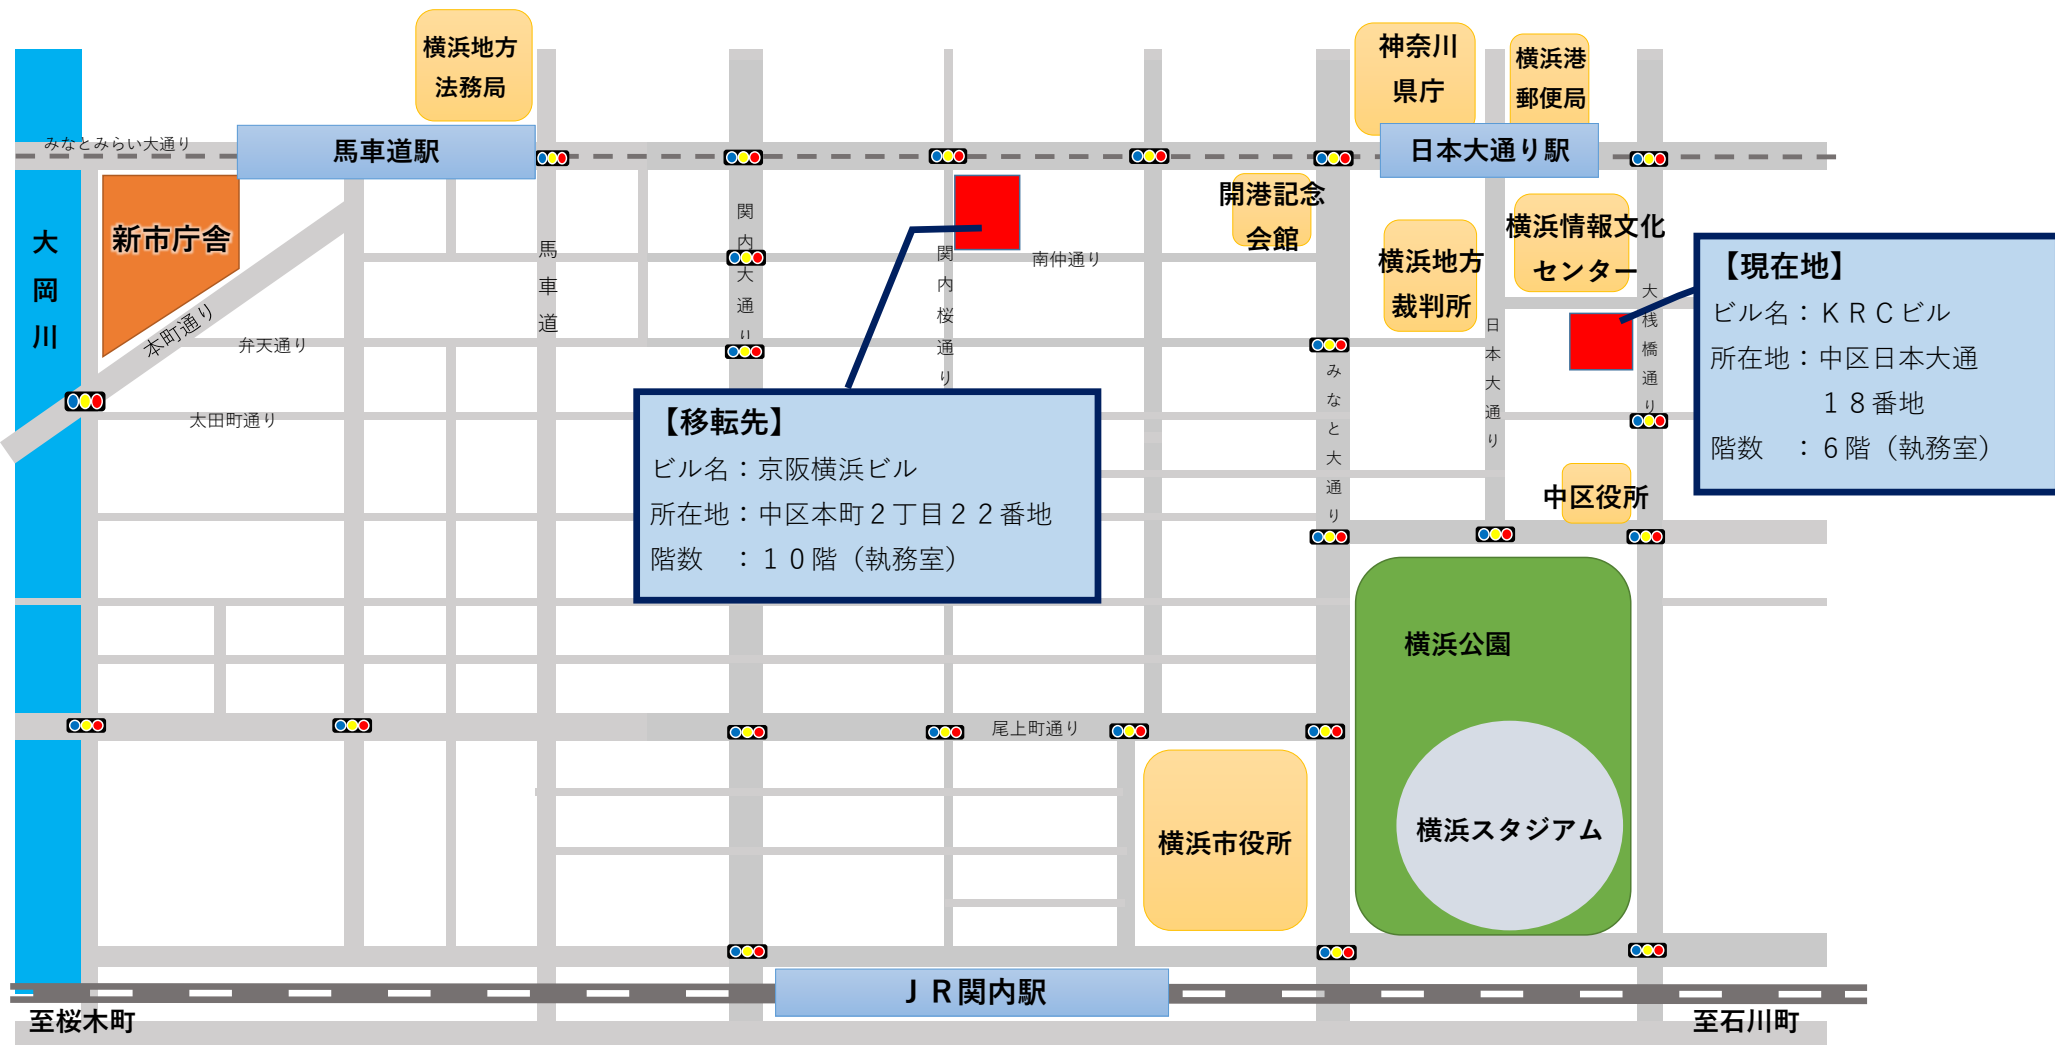 横浜地方
法務局
神奈川
県庁
横浜港
郵便局
みなとみらい大通り
馬車道駅
日本大通り駅
新市庁舎
大岡川
本町通り
馬車道
関内大通り
関内桜通り
南仲通り
開港記念
会館
横浜地方
裁判所
横浜情報文化
センター
大桟橋通り
日本大通り
みなと大通り
弁天通り
太田町通り
【現在地】
ビル名：ＫＲＣビル
所在地：中区日本大通
１８番地
階数　：６階（執務室）
【移転先】
ビル名：京阪横浜ビル
所在地：中区本町２丁目２２番地
階数　：１０階（執務室）
中区役所
横浜公園
横浜スタジアム
尾上町通り
横浜市役所
ＪＲ関内駅
至桜木町
至石川町